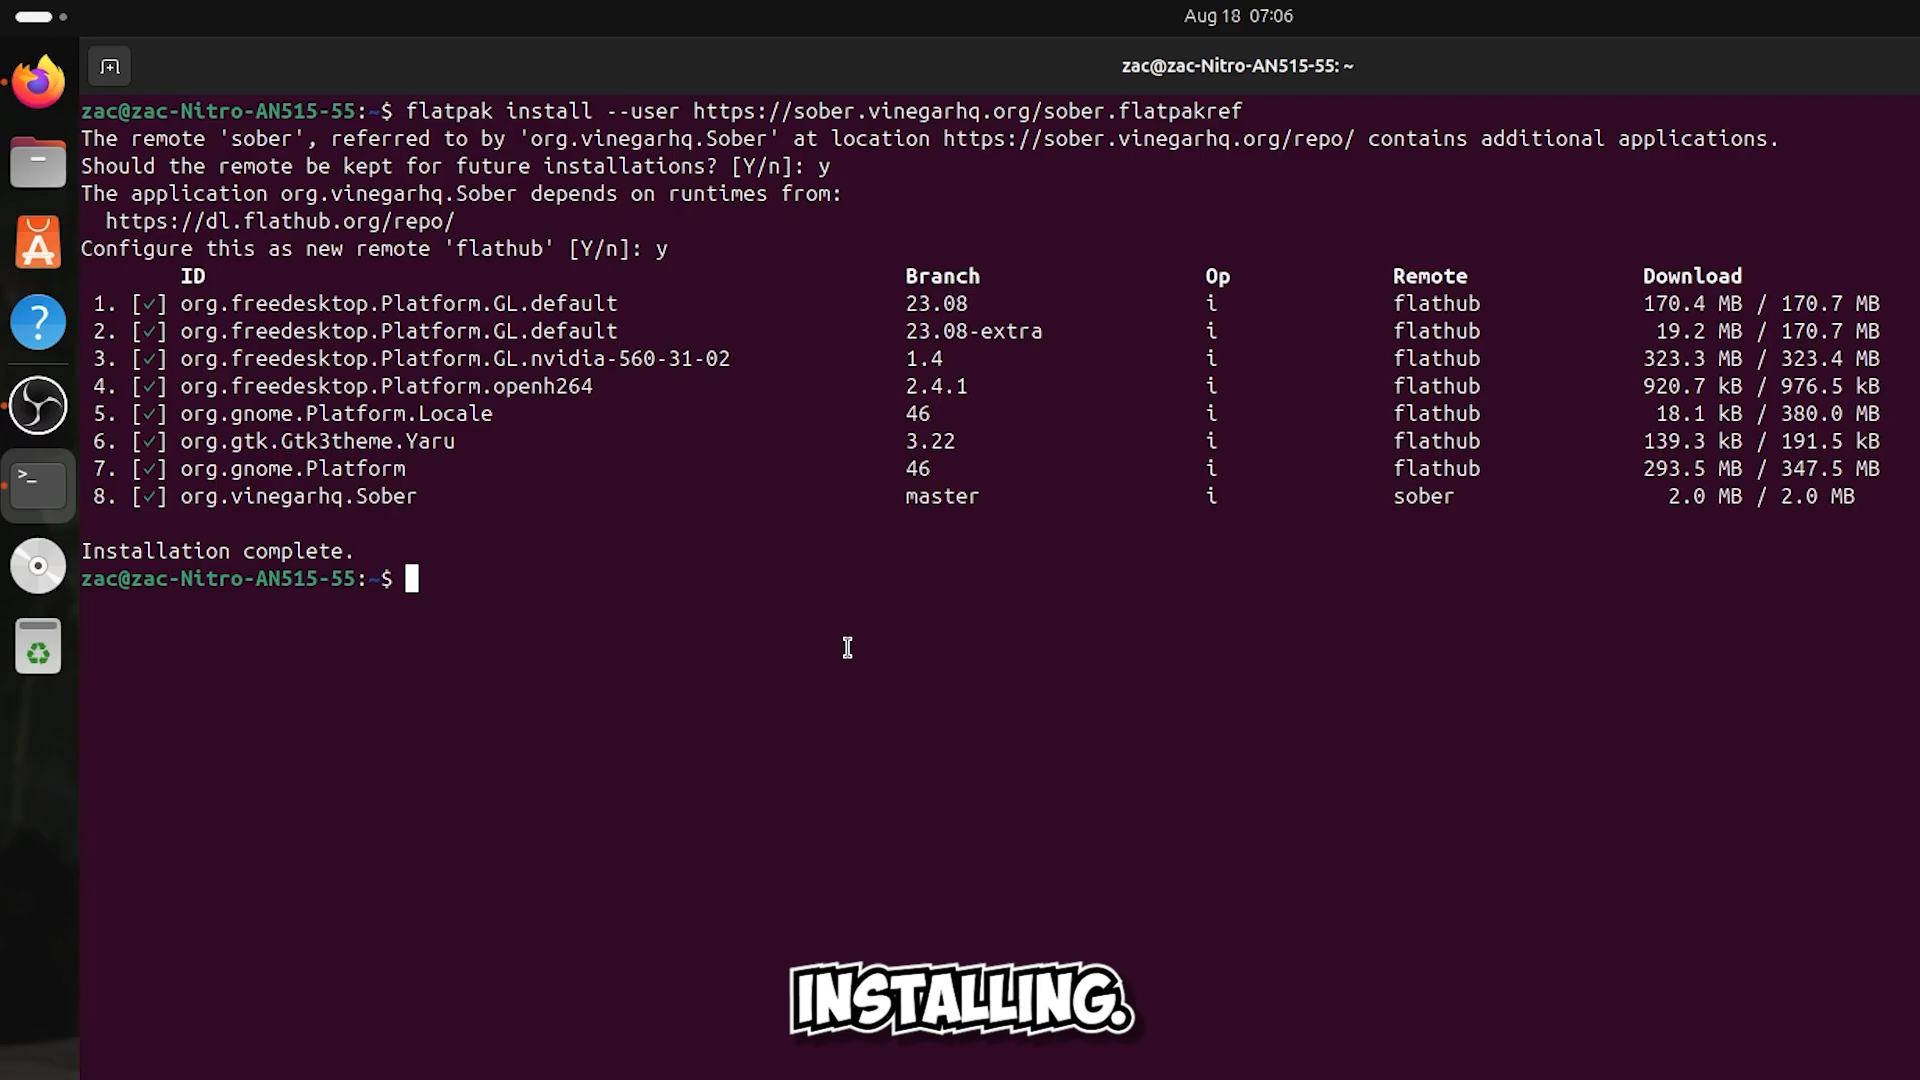 Aug 18 07:06
zac@zac-Nitro-AN515-55: ~
zac@zac-Nitro-AN515-55:~$ flatpak install --user https://sober.vinegarhq.org/sober.flatpakref
The remote 'sober', referred to by 'org.vinegarhq.Sober' at location https://sober.vinegarhq.org/repo/ contains additional applications.
Should the remote be kept for future installations? [Y/n]: y
The application org.vinegarhq.Sober depends on runtimes from:
https://dl.flathub.org/repo/
Configure this as new remote 'flathub' [Y/n]: y
ID Branch Op Remote Download
1. [✓] org.freedesktop.Platform.GL.default 23.08 i flathub 170.4 MB / 170.7 MB
2. [✓] org.freedesktop.Platform.GL.default 23.08-extra i flathub 19.2 MB / 170.7 MB
3. [✓] org.freedesktop.Platform.GL.nvidia-560-31-02 1.4 i flathub 323.3 MB / 323.4 MB
4. [✓] org.freedesktop.Platform.openh264 2.4.1 i flathub 920.7 kB / 976.5 kB
5. [✓] org.gnome.Platform.Locale 46 i flathub 18.1 kB / 380.0 MB
6. [✓] org.gtk.Gtk3theme.Yaru 3.22 i flathub 139.3 kB / 191.5 kB
7. [✓] org.gnome.Platform 46 i flathub 293.5 MB / 347.5 MB
8. [✓] org.vinegarhq.Sober master i sober 2.0 MB / 2.0 MB
Installation complete.
zac@zac-Nitro-AN515-55:~$
INSTALLING.